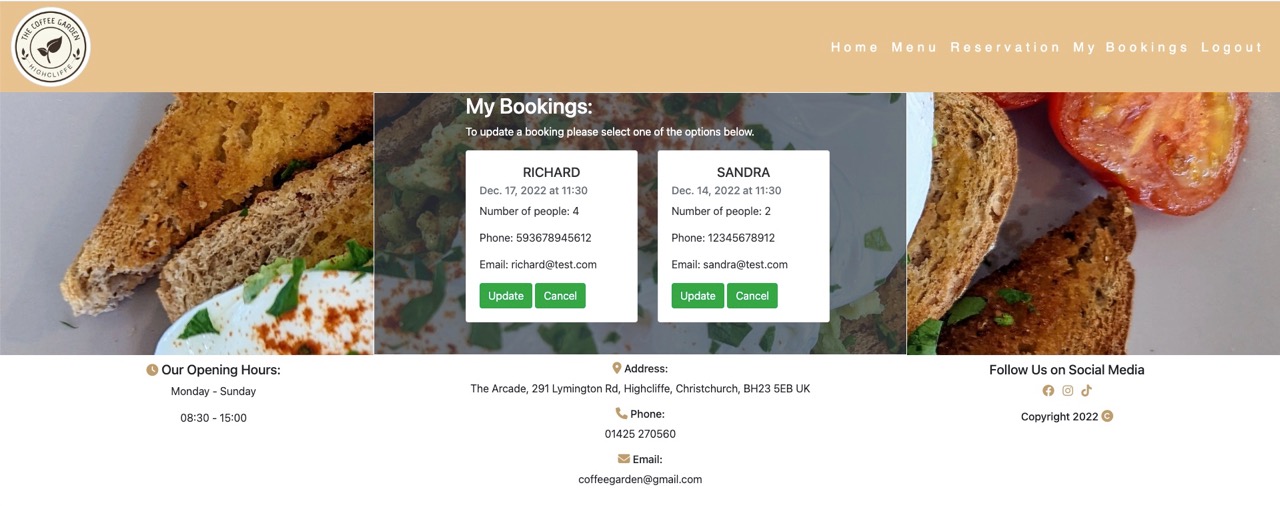 THE COFFEE GARDEN
HIGHCLIFFE
Home Menu Reservation My Bookings Logout
My Bookings:
To update a booking please select one of the options below.
RICHARD
Dec. 17, 2022 at 11:30
Number of people: 4
Phone: 593678945612
Email: richard@test.com
Update Cancel
SANDRA
Dec. 14, 2022 at 11:30
Number of people: 2
Phone: 12345678912
Email: sandra@test.com
Update Cancel
Our Opening Hours:
Monday - Sunday
08:30 - 15:00
Address:
The Arcade, 291 Lymington Rd, Highcliffe, Christchurch, BH23 5EB UK
Phone:
01425 270560
Email:
coffeegarden@gmail.com
Follow Us on Social Media
Copyright 2022 C